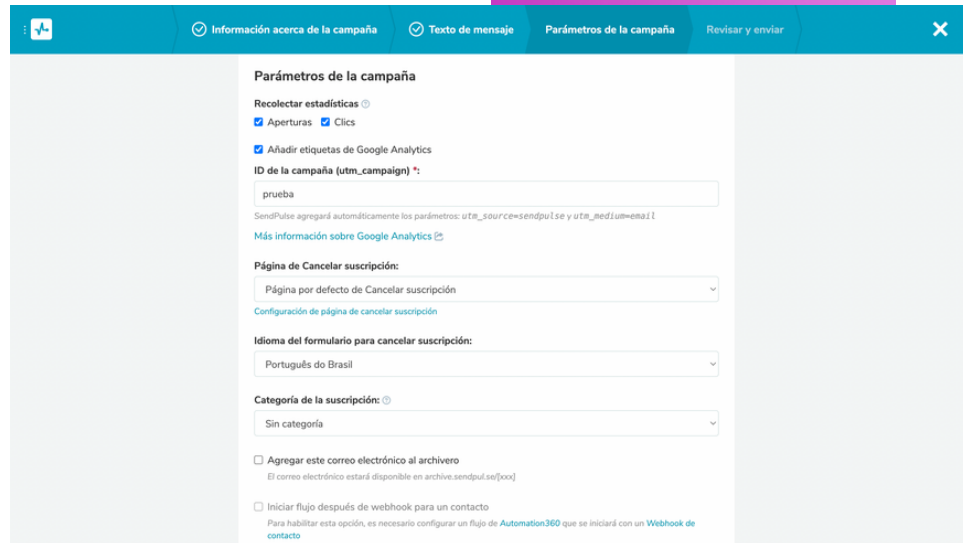 Información acerca de la campaña
Texto de mensaje
Parámetros de la campaña
Revisar y enviar
Parámetros de la campaña
Recolectar estadísticas
Aperturas Clics
Añadir etiquetas de Google Analytics
ID de la campaña (utm_campaign) *:
prueba
SendPulse agregará automáticamente los parámetros: utm_source=sendpulse y utm_medium=email
Más información sobre Google Analytics
Página de Cancelar suscripción:
Página por defecto de Cancelar suscripción
Configuración de página de cancelar suscripción
Idioma del formulario para cancelar suscripción:
Português do Brasil
Categoría de la suscripción:
Sin categoría
Agregar este correo electrónico al archivero
El correo electrónico estará disponible en archive.sendpul.se/[xxx]
Iniciar flujo después de webhook para un contacto
Para habilitar esta opción, es necesario configurar un flujo de Automation360 que se iniciará con un Webhook de
contacto